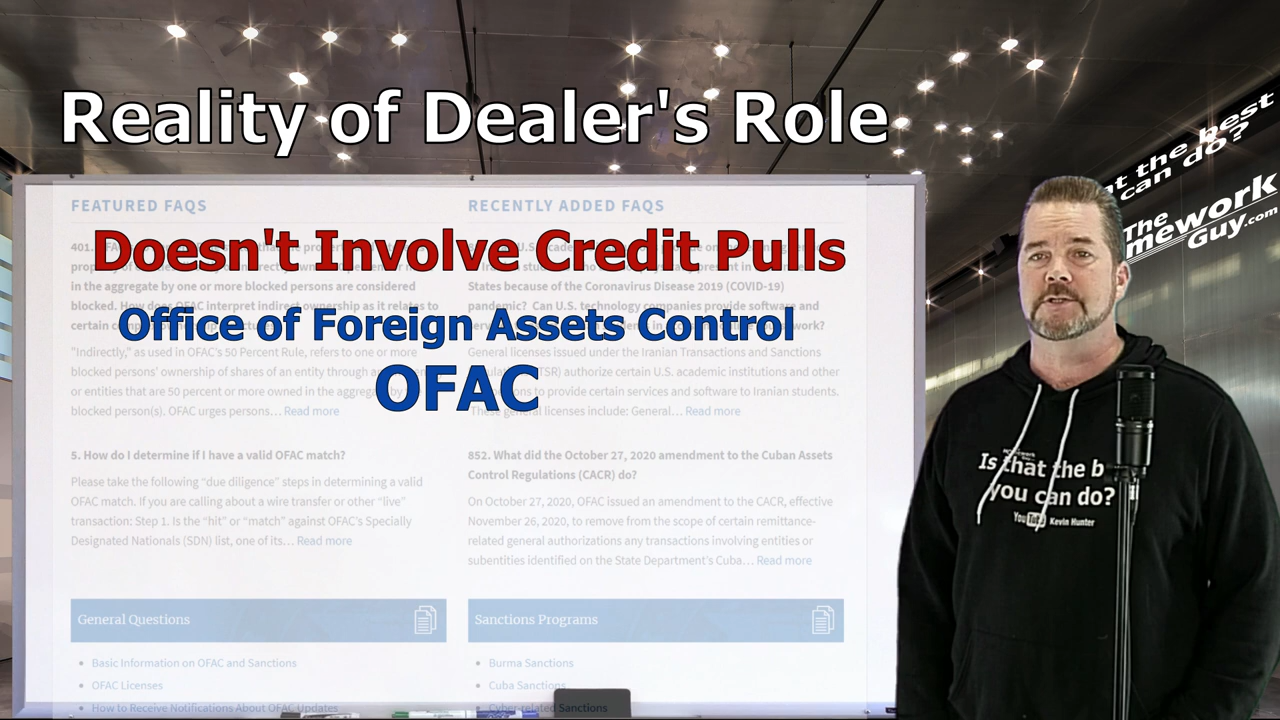 Reality of Dealer's Role
t the best
can do?
The
mework
Guy.com
FEATURED FAQS
Doesn't Involve Credit Pulls
Office of Foreign Assets Control
OFAC
401.
in the aggregate by one or more blocked persons are considered
blocked. How does OFAC interpret indirect ownership as it relates to
certain
"Indirectly," as used in OFAC's 50 Percent Rule, refers to one or more
blocked persons' ownership of shares of an entity through
or entities that are 50 percent or more owned in the aggregate by
blocked person(s). OFAC urges persons... Read more
5. How do I determine if I have a valid OFAC match?
Please take the following "due diligence" steps in determining a valid
OFAC match. If you are calling about a wire transfer or other "live"
transaction: Step 1. Is the "hit" or "match" against OFAC's Specially
Designated Nationals (SDN) list, one of its... Read more
General Questions
• Basic Information on OFAC and Sanctions
• OFAC Licenses
• How to Receive Notifications About OFAC Updates
RECENTLY ADDED FAQS
States because of the Coronavirus Disease 2019 (COVID-19)
pandemic? Can U.S. technology companies provide software and
General licenses issued under the Iranian Transactions and Sanctions
TSR) authorize certain U.S. academic institutions and other
to provide certain services and software to Iranian students.
These general licenses include: General... Read more
852. What did the October 27, 2020 amendment to the Cuban Assets
Control Regulations (CACR) do?
On October 27, 2020, OFAC issued an amendment to the CACR, effective
November 26, 2020, to remove from the scope of certain remittance-
related general authorizations any transactions involving entities or
subentities identified on the State Department's Cuba... Read more
Sanctions Programs
• Burma Sanctions
• Cuba Sanctions
• Cyber-related Sanctions
Is that the b
you can do?
YouTube Kevin Hunter